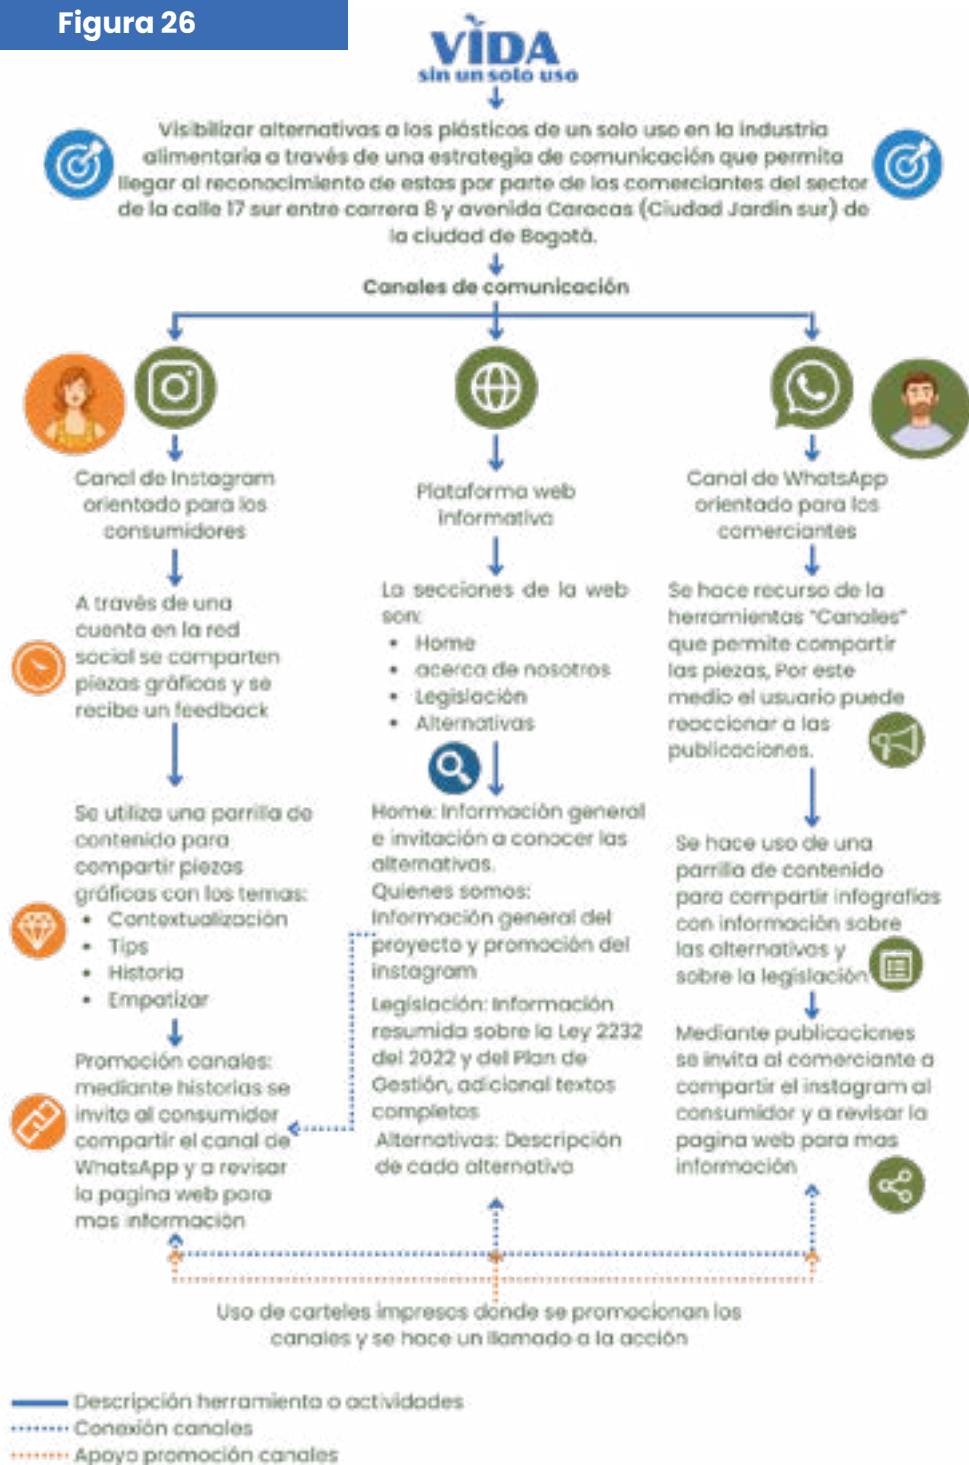 Figura 26
VIDA
sin un solo uso
Visibilizar alternativas a los plásticos de un solo uso en la industria
alimentaria a través de una estrategia de comunicación que permita
llegar al reconocimiento de estas por parte de los comerciantes del sector
de la calle 17 sur entre carrera 8 y avenida Caracas (Ciudad Jardin sur) de
la ciudad de Bogotá.
Canales de comunicación
Canal de Instagram
orientado para los
consumidores
A través de una
cuenta en la red
social se comparten
piezas gráficas y se
recibe un feedback
Se utiliza una parrilla de
contenido para
compartir piezas
gráficas con los temas:
• Contextualización
• Tips
• Historia
• Empatizar
Promoción canales:
mediante historias se
invita al consumidor
compartir el canal de
WhatsApp y a revisar
la pagina web para
mas información
Plataforma web
informativa
La secciones de la web
son:
• Home
• acerca de nosotros
• Legislación
• Alternativas
Home: Información general
e invitación a conocer las
alternativas.
Quienes somos:
Información general del
proyecto y promoción del
instagram
Legislación: Información
resumida sobre la Ley 2232
del 2022 y del Plan de
Gestión, adicional textos
completos
Alternativas: Descripción
de cada alternativa
Canal de WhatsApp
orientado para los
comerciantes
Se hace recurso de la
herramientas "Canales"
que permite compartir
las piezas, Por este
medio el usuario puede
reaccionar a las
publicaciones.
Se hace uso de una
parrilla de contenido
para compartir infografías
con información sobre
las alternativas y
sobre la legislación
Mediante publicaciones
se invita al comerciante a
compartir el instagram al
consumidor y a revisar la
pagina web para mas
información
Uso de carteles impresos donde se promocionan los
canales y se hace un llamado a la acción
Descripción herramienta o actividades
Conexión canales
Apoyo promoción canales